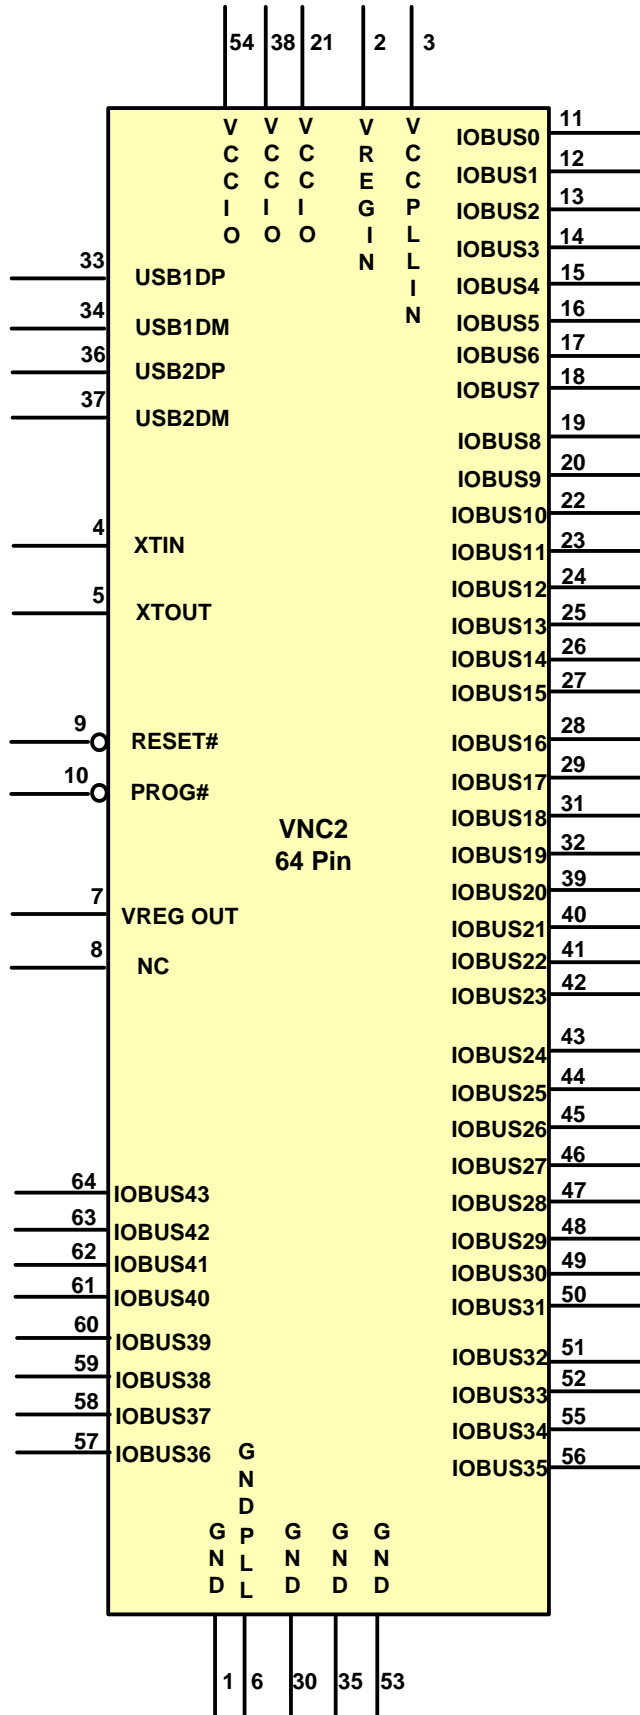 54 38 21 2 3
VCCIO VCCIO VCCIO VREGIN VCCPLLIN
33 USB1DP
34 USB1DM
36 USB2DP
37 USB2DM
4 XTIN
5 XTOUT
9 RESET#
10 PROG#
VNC2
64 Pin
7 VREG OUT
8 NC
64 IOBUS43
63 IOBUS42
62 IOBUS41
61 IOBUS40
60 IOBUS39
59 IOBUS38
58 IOBUS37
57 IOBUS36
IOBUS0 11
IOBUS1 12
IOBUS2 13
IOBUS3 14
IOBUS4 15
IOBUS5 16
IOBUS6 17
IOBUS7 18
IOBUS8 19
IOBUS9 20
IOBUS10 22
IOBUS11 23
IOBUS12 24
IOBUS13 25
IOBUS14 26
IOBUS15 27
IOBUS16 28
IOBUS17 29
IOBUS18 31
IOBUS19 32
IOBUS20 39
IOBUS21 40
IOBUS22 41
IOBUS23 42
IOBUS24 43
IOBUS25 44
IOBUS26 45
IOBUS27 46
IOBUS28 47
IOBUS29 48
IOBUS30 49
IOBUS31 50
IOBUS32 51
IOBUS33 52
IOBUS34 55
IOBUS35 56
GND GNDPLL GND GND GND
1 6 30 35 53